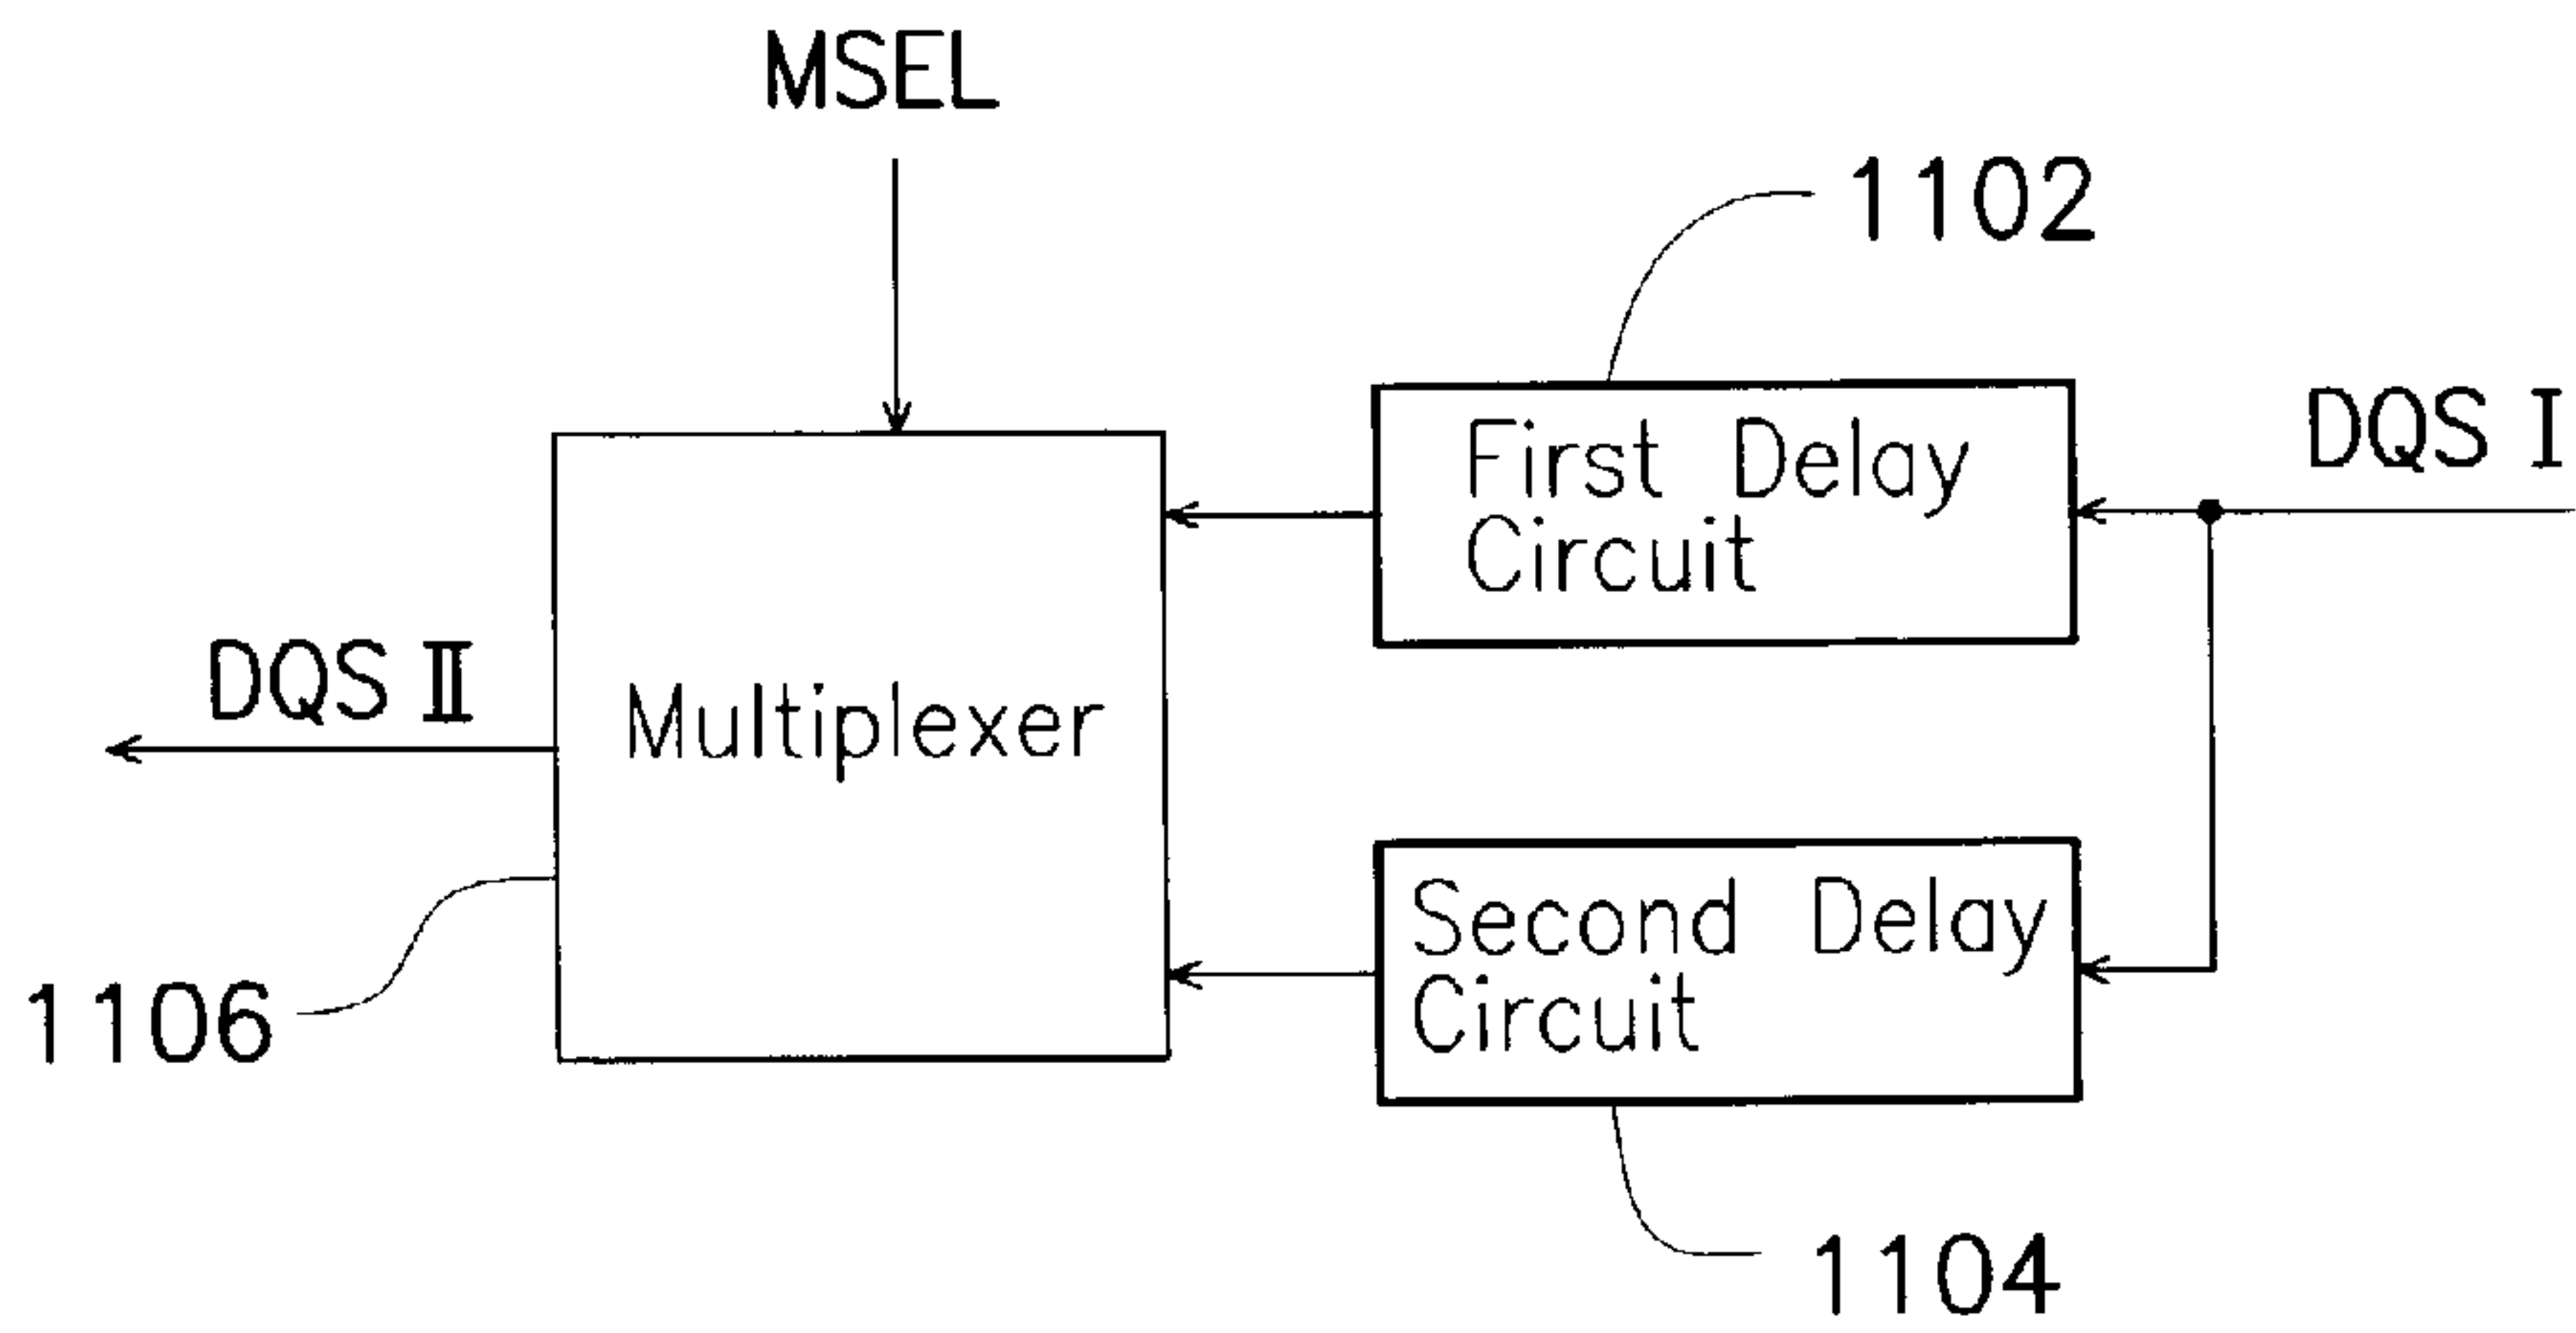 MSEL
1102
First Delay
Circuit
DQS I
DQS II
Multiplexer
Second Delay
Circuit
1106
1104